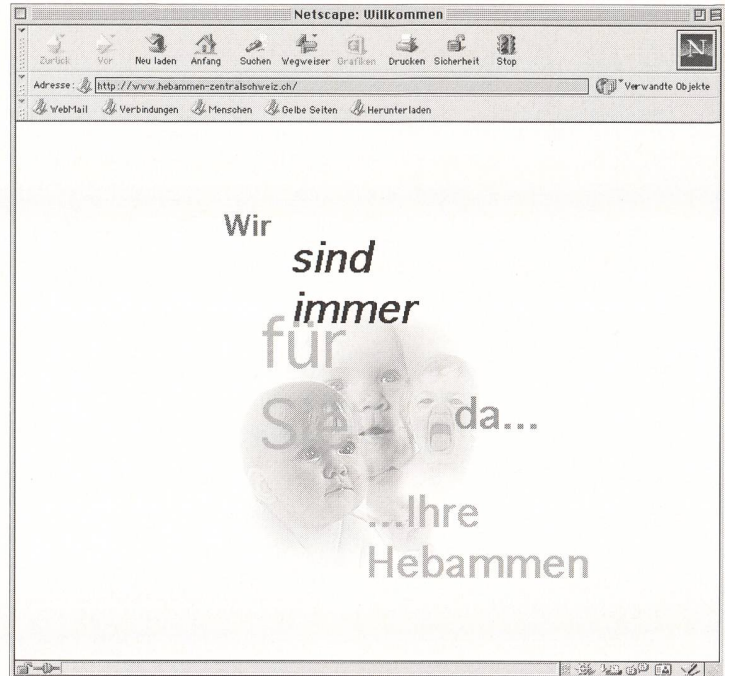 Netscape: Willkommen
Zurück Vor Neu laden Anfang Suchen Wegweiser Grafiken Drucken Sicherheit Stop
N
Adresse: http://www.hebammen-zentralschweiz.ch/ Verwandte Objekte
WebMail Verbindungen Menschen Gelbe Seiten Herunterladen
Wir
sind
immer
für
Sie
da...
...Ihre
Hebammen